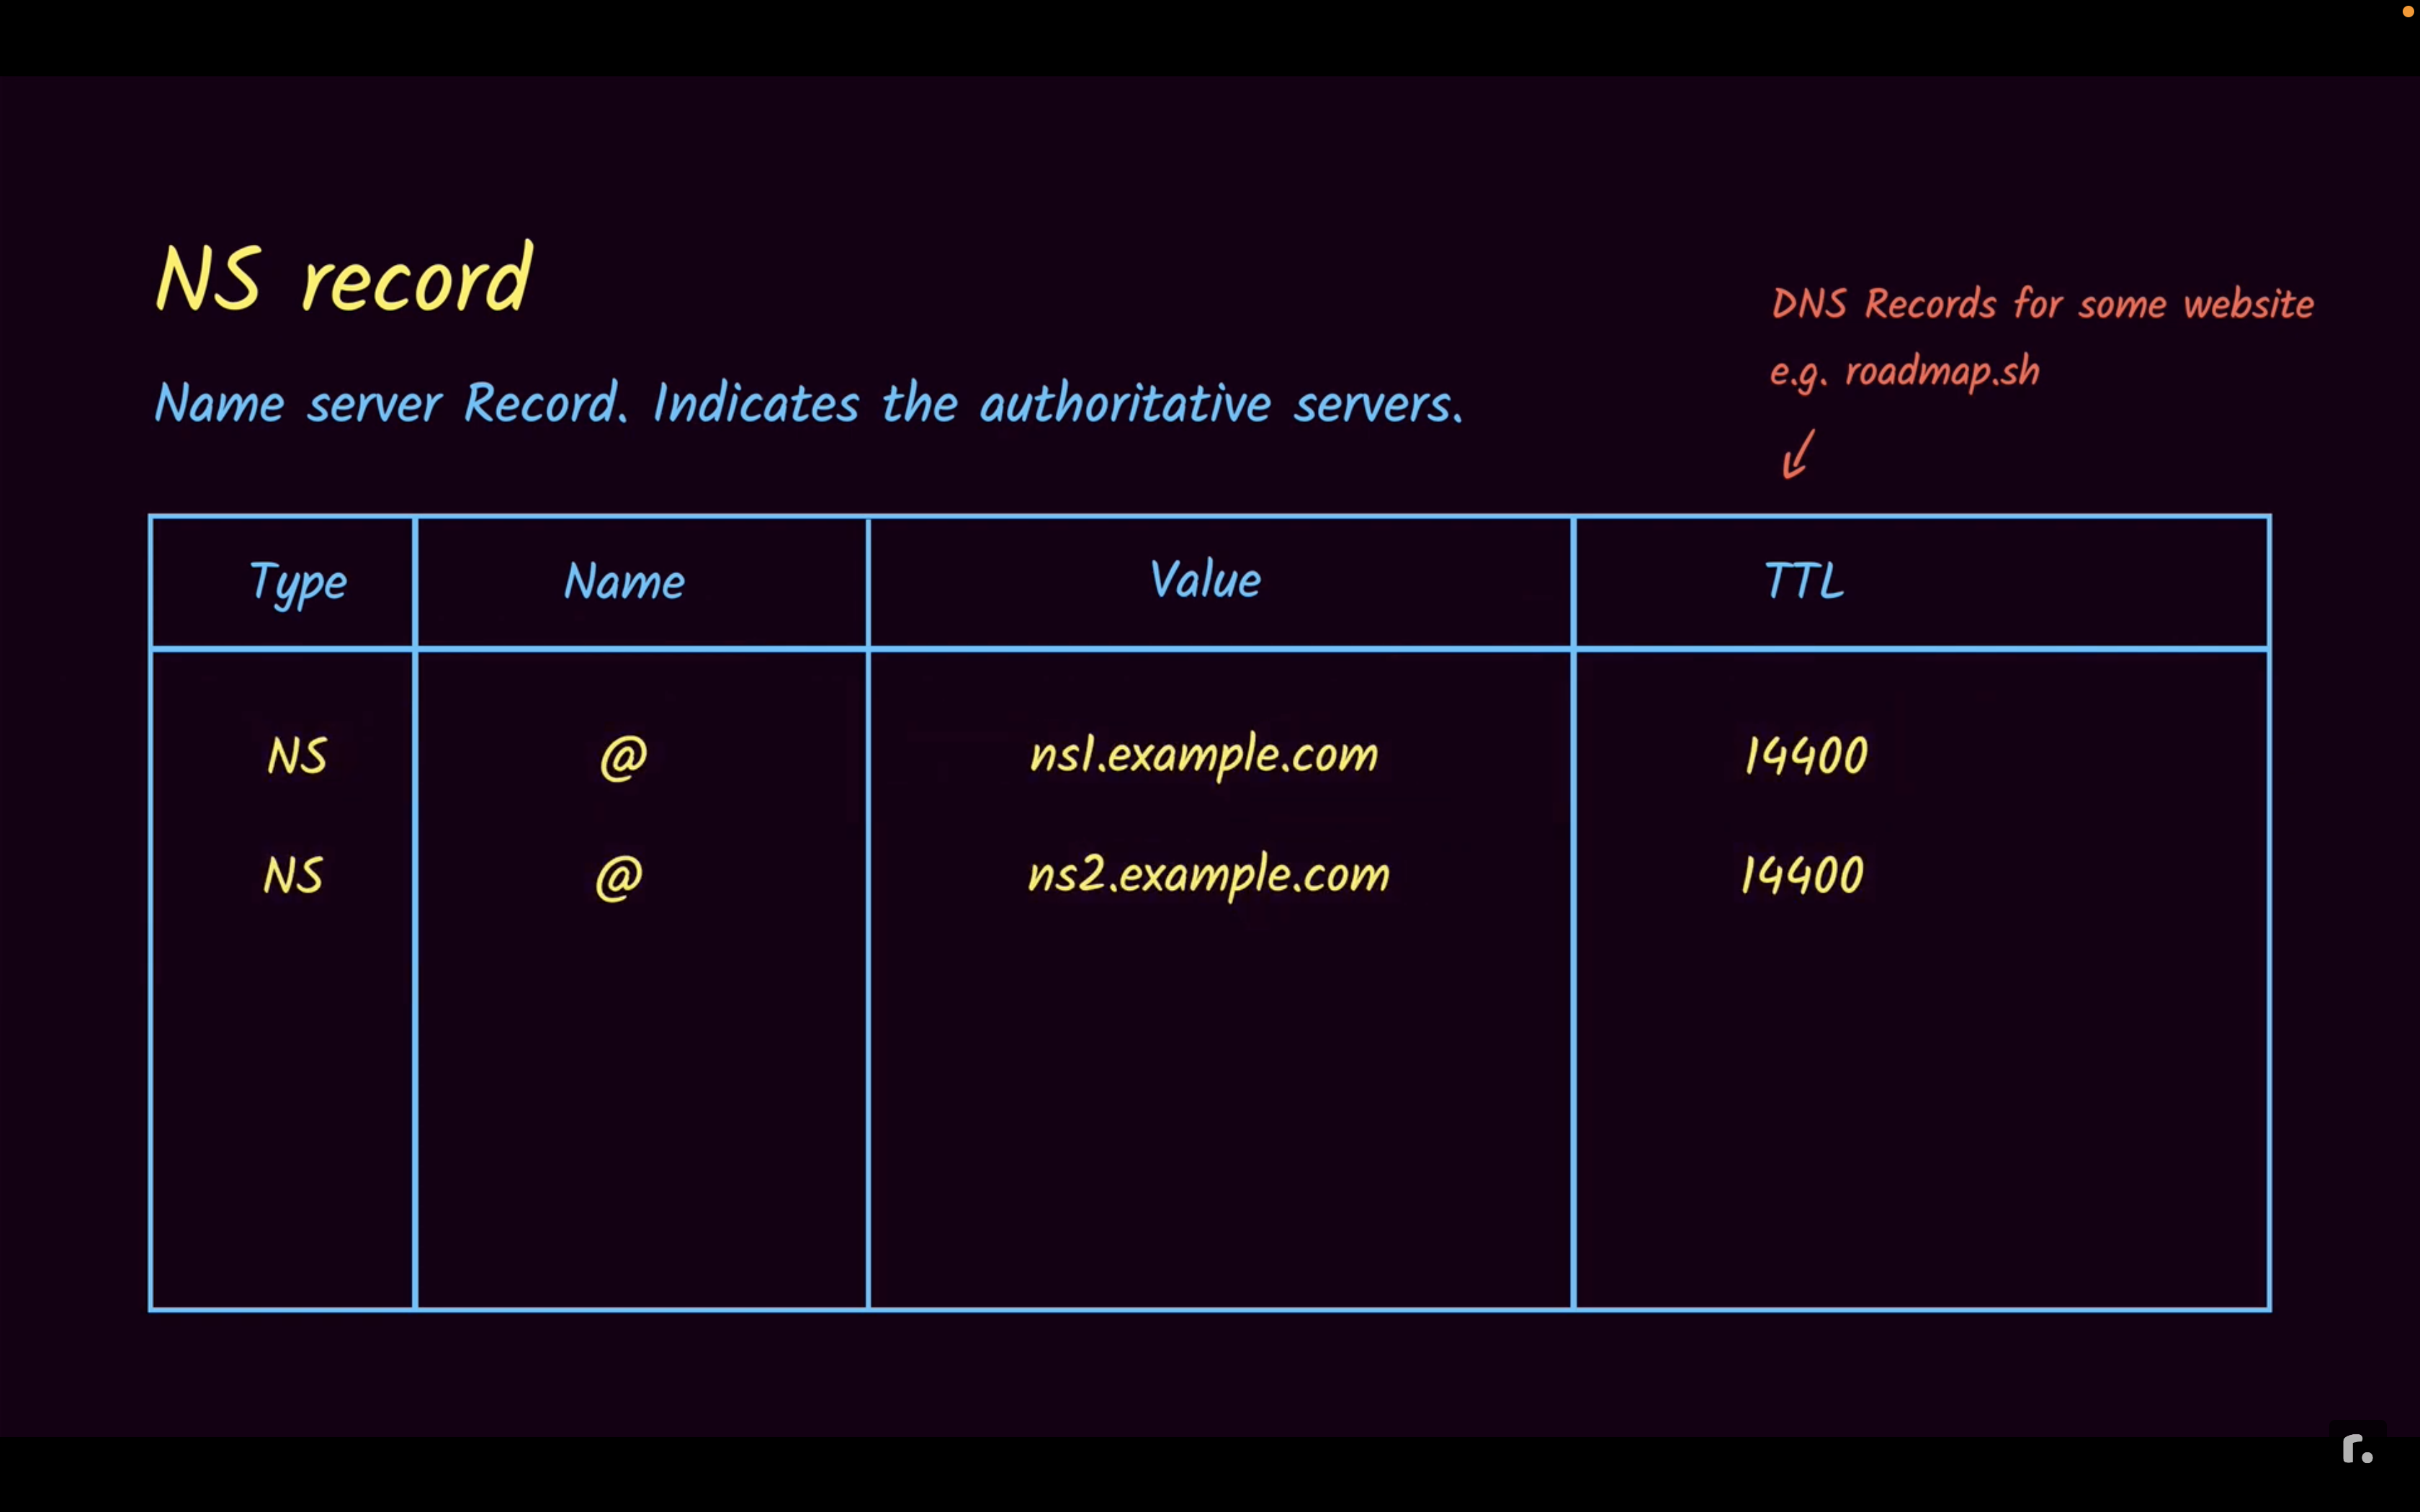 NS record
DNS Records for some website
e.g. roadmap.sh
Name server Record. Indicates the authoritative servers.
Type Name Value TTL
NS @ ns1.example.com 14400
NS @ ns2.example.com 14400
r.